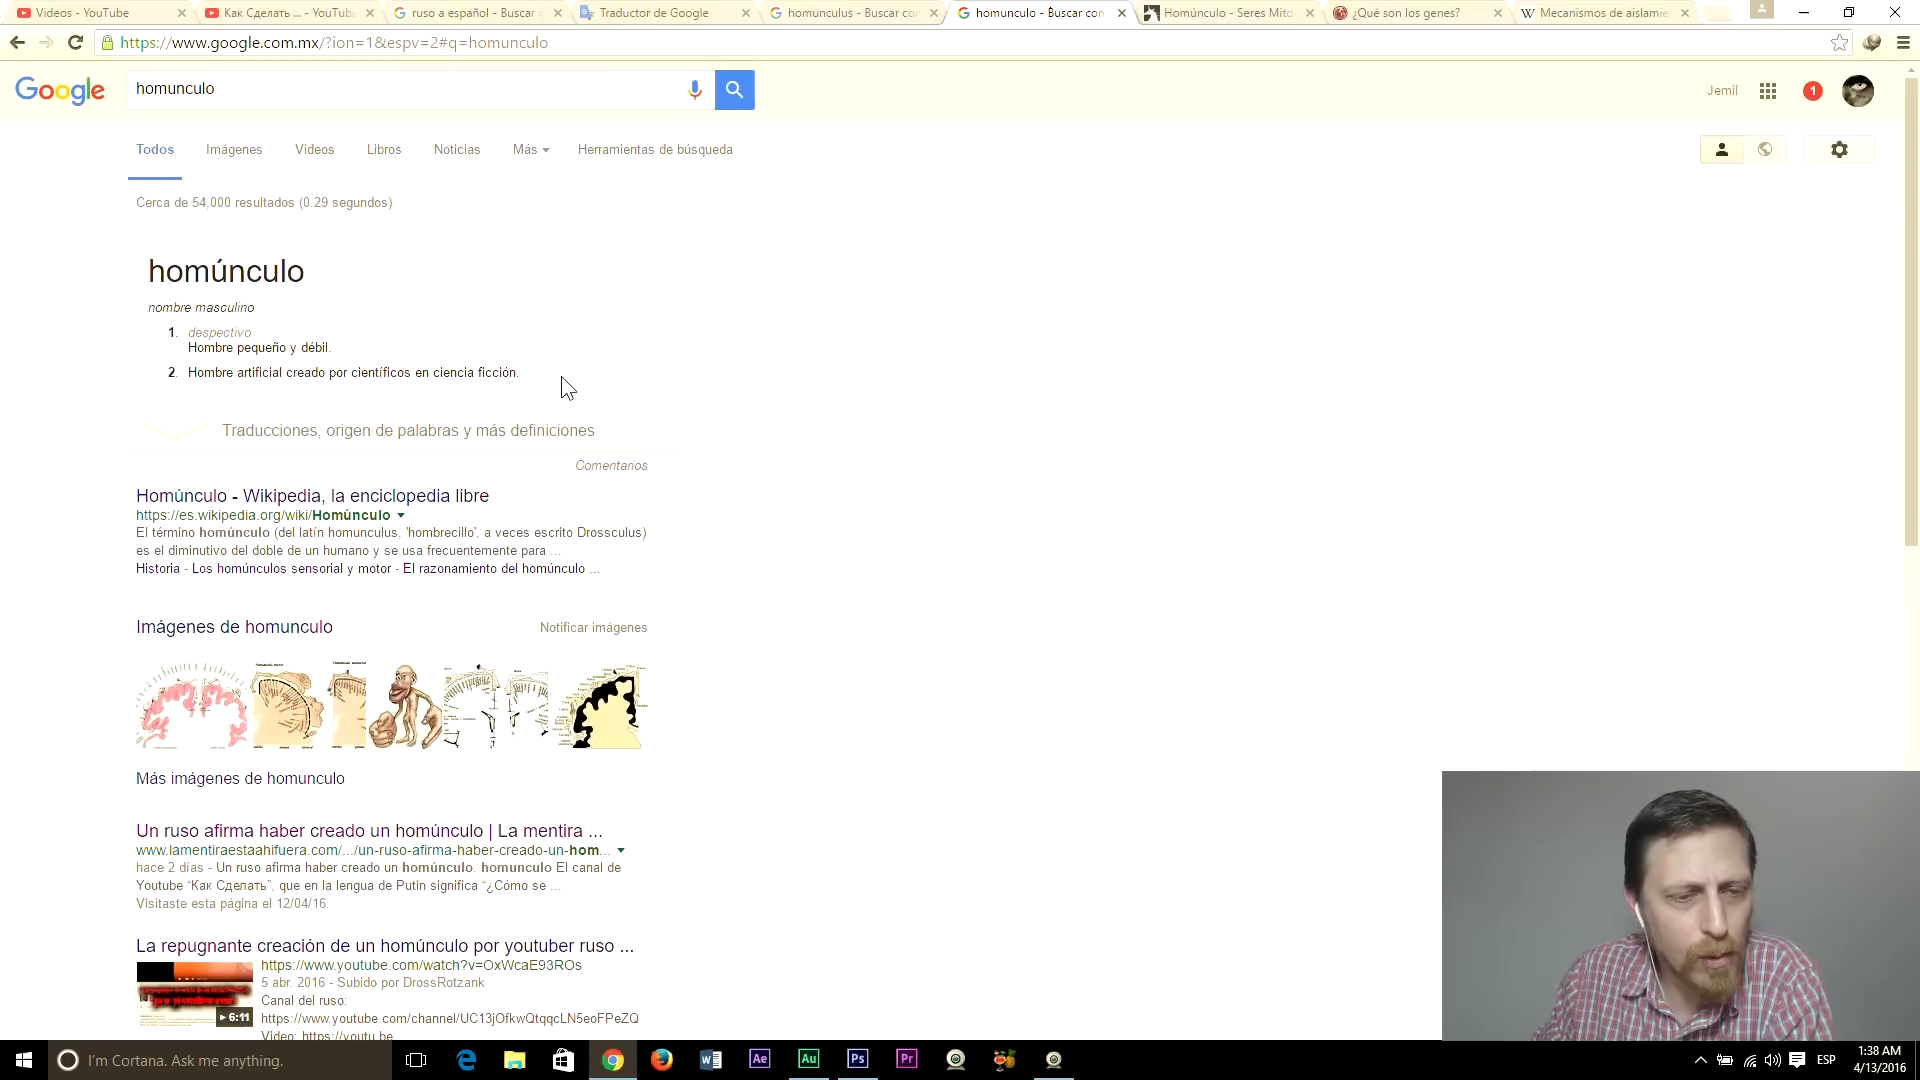 Videos - YouTube
Как Сделать ... - YouTub
ruso a español - Buscar c
Traductor de Google
homunculus - Buscar co
homunculo - Buscar con
Homúnculo - Seres Mito
¿Qué son los genes?
Mecanismos de aislamie
https://www.google.com.mx/?ion=1&espv=2#q=homunculo
Google
homunculo
Jemil
1
Todos
Imágenes
Videos
Libros
Noticias
Más
Herramientas de búsqueda
Cerca de 54,000 resultados (0.29 segundos)
homúnculo
nombre masculino
1. despectivo
Hombre pequeño y débil.
2. Hombre artificial creado por científicos en ciencia ficción.
Traducciones, origen de palabras y más definiciones
Comentarios
Homúnculo - Wikipedia, la enciclopedia libre
https://es.wikipedia.org/wiki/Homúnculo
El término homúnculo (del latín homunculus, 'hombrecillo', a veces escrito Drossculus)
es el diminutivo del doble de un humano y se usa frecuentemente para ...
Historia - Los homúnculos sensorial y motor - El razonamiento del homúnculo ...
Imágenes de homunculo
Notificar imágenes
Más imágenes de homunculo
Un ruso afirma haber creado un homúnculo | La mentira ...
www.lamentiraestaahifuera.com/.../un-ruso-afirma-haber-creado-un-hom...
hace 2 días - Un ruso afirma haber creado un homúnculo. homunculo El canal de
Youtube “Как Сделать”, que en la lengua de Putin significa “¿Cómo se ...
Visitaste esta página el 12/04/16.
La repugnante creación de un homúnculo por youtuber ruso ...
https://www.youtube.com/watch?v=OxWcaE93ROs
5 abr. 2016 - Subido por DrossRotzank
Canal del ruso:
https://www.youtube.com/channel/UC13jOfkwQtqqcLN5eoFPeZQ
Video: https://youtu.be
6:11
I'm Cortana. Ask me anything.
Ae
Au
Ps
Pr
ESP
1:38 AM
4/13/2016